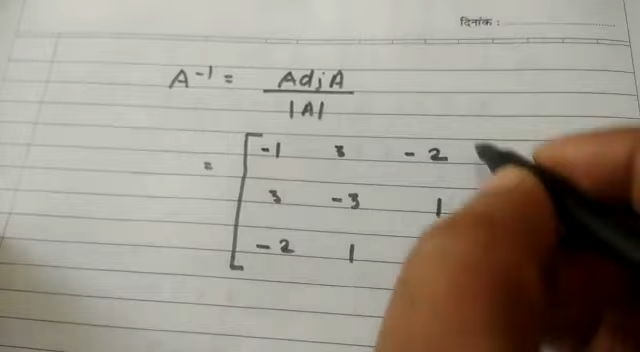 दिनांक :
A⁻¹ = AdjA / |A|
= [ -1 3 -2
3 -3 1
-2 1